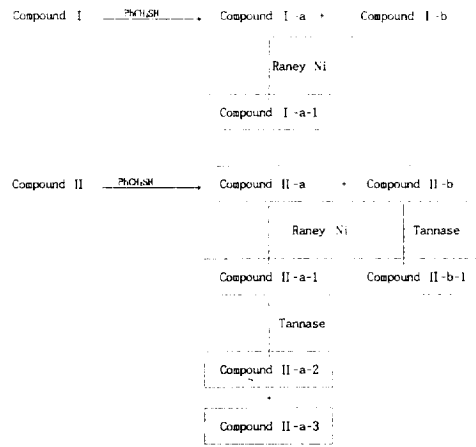 Compound I PhCH₂SH Compound I-a + Compound I-b
Raney Ni
Compound I-a-1
Compound II PhCH₂SH Compound II-a + Compound II-b
Raney Ni Tannase
Compound II-a-1 Compound II-b-1
Tannase
Compound II-a-2
+
Compound II-a-3